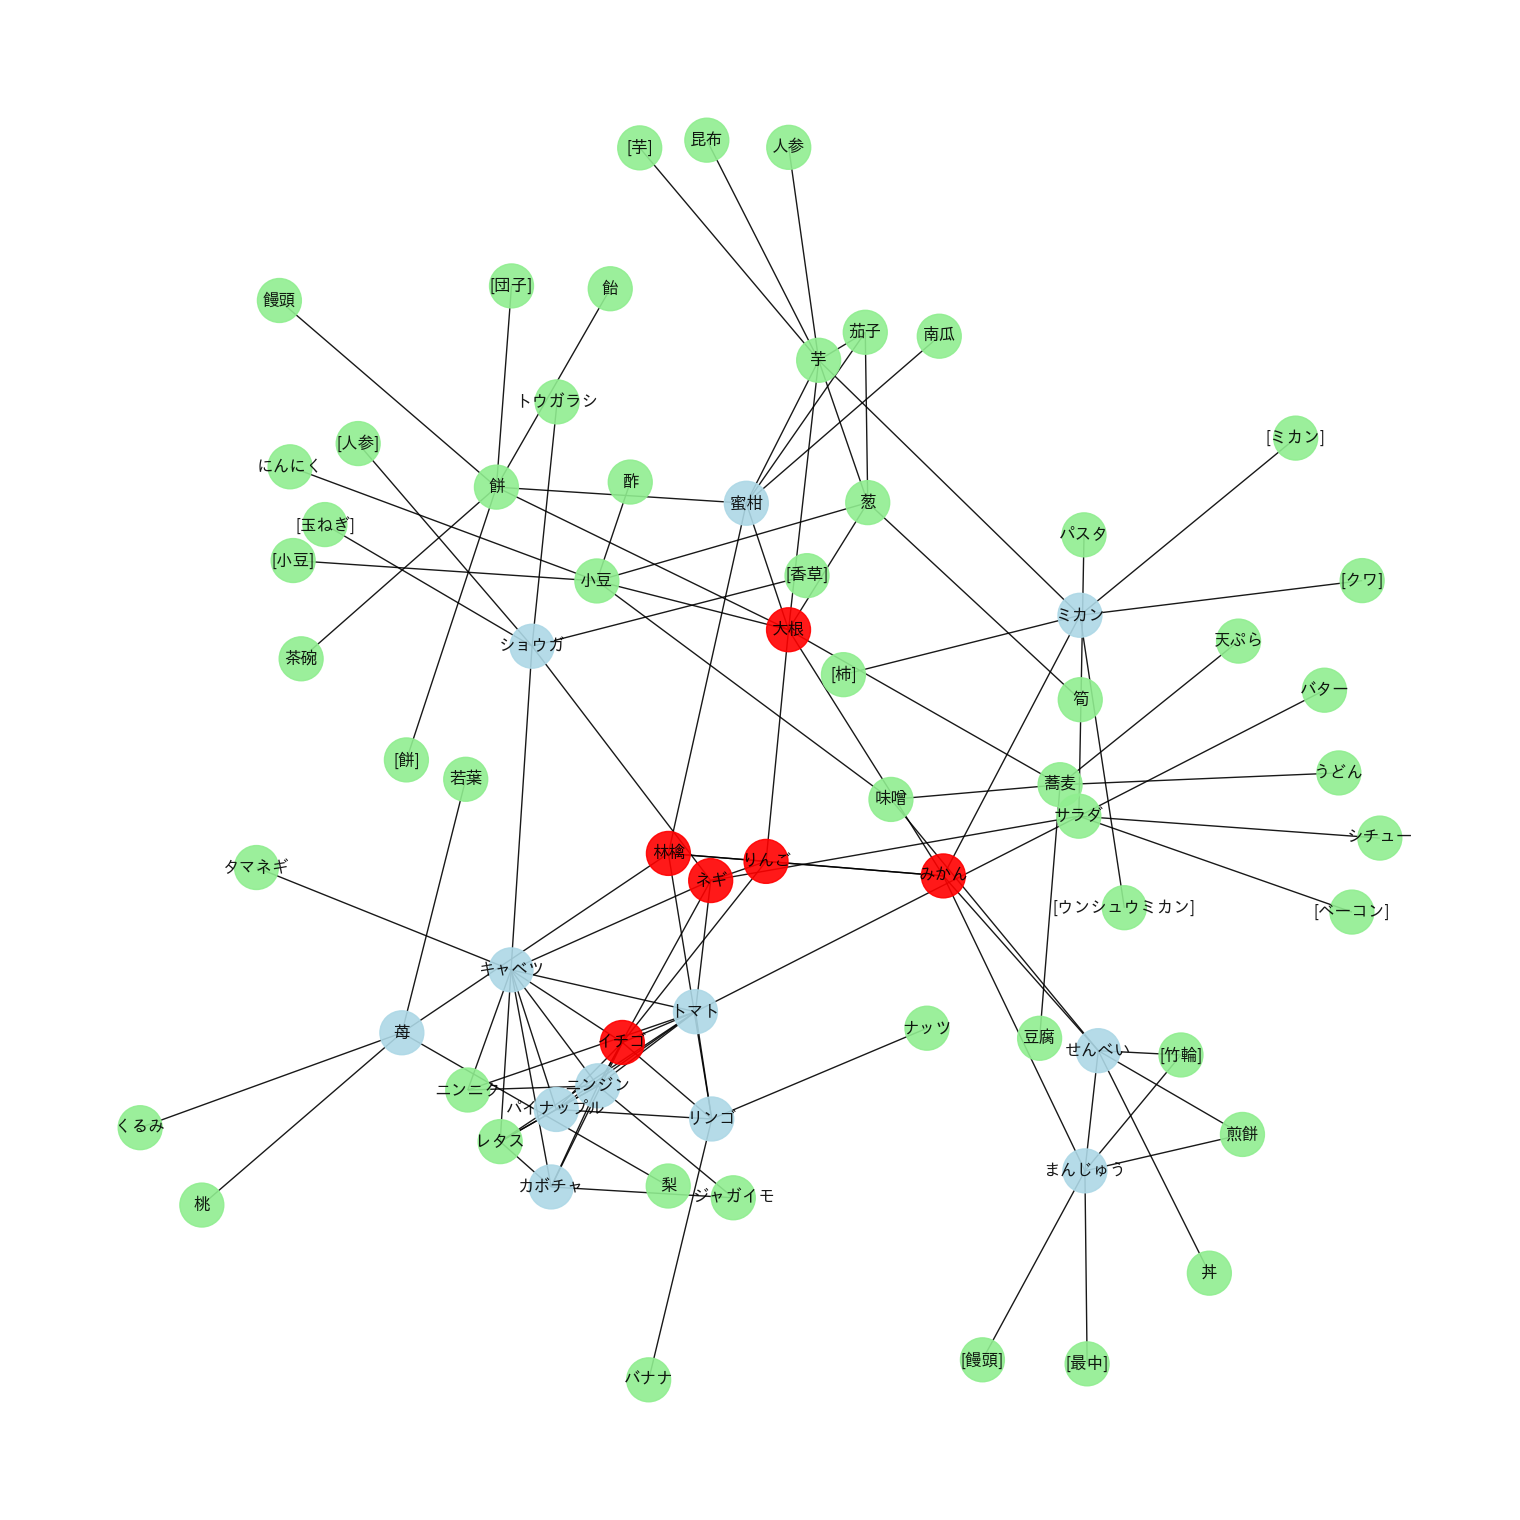 昆布
人参
[芋]
[団子]
飴
饅頭
茄子
南瓜
芋
トウガラシ
[ミカン]
[人参]
にんにく
酢
餅
蜜柑
葱
[玉ねぎ]
パスタ
[小豆]
小豆
[香草]
[クワ]
ミカン
大根
天ぷら
ショウガ
茶碗
[柿]
バター
筍
[餅]
うどん
若葉
蕎麦
味噌
サラダ
シチュー
林檎
りんご
タマネギ
みかん
ネギ
[ウンシュウミカン]
[ベーコン]
キャベツ
トマト
ナッツ
苺
豆腐
イチゴ
せんべい
[竹輪]
ニンジン
ニンニク
パイナップル
リンゴ
くるみ
煎餅
レタス
まんじゅう
カボチャ
梨
ジャガイモ
桃
丼
[饅頭]
[最中]
バナナ